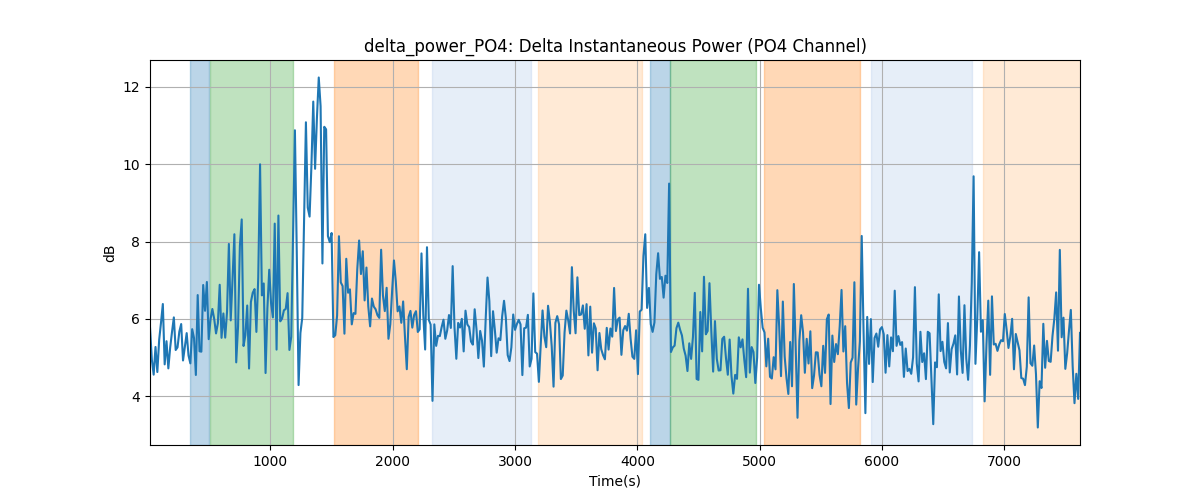 delta_power_PO4: Delta Instantaneous Power (PO4 Channel)
12
10
8
6
4
dB
1000 2000 3000 4000 5000 6000 7000
Time(s)